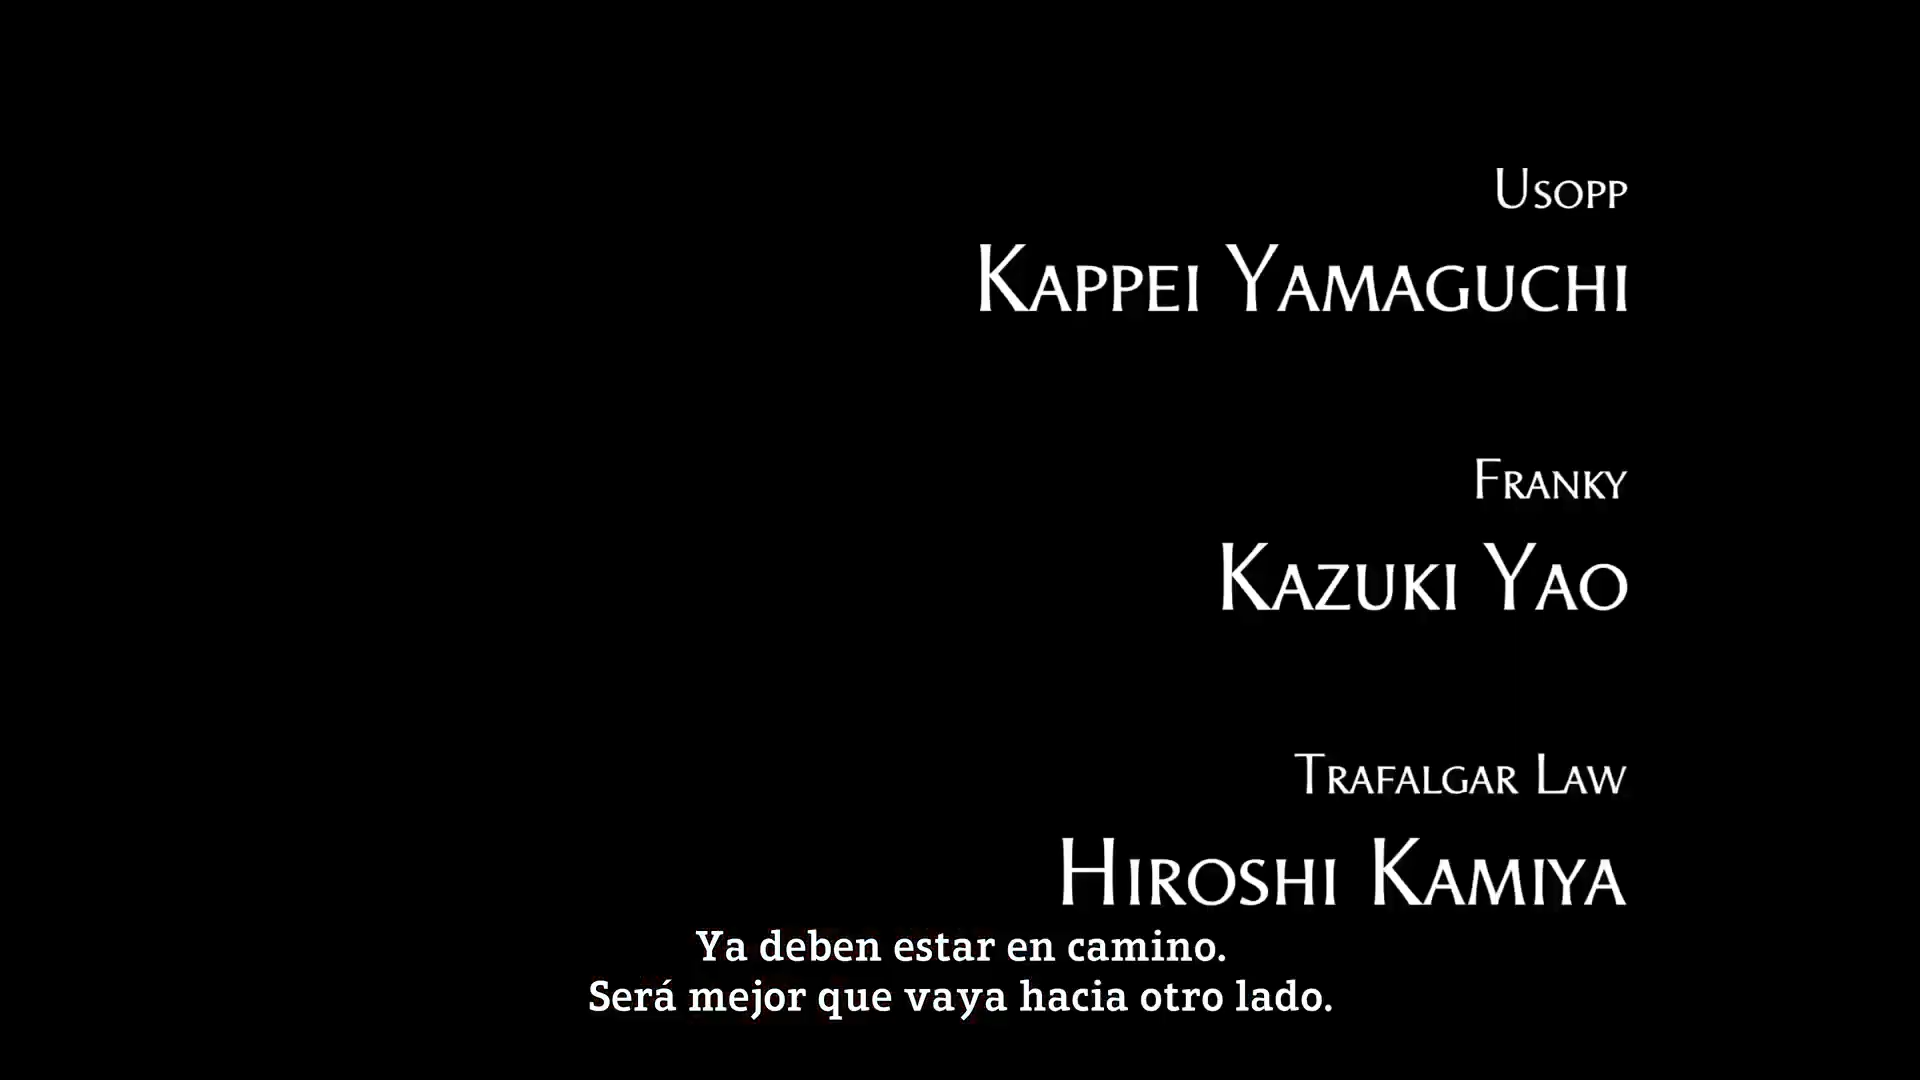 Usopp
Kappei Yamaguchi
Franky
Kazuki Yao
Trafalgar Law
Hiroshi Kamiya
Ya deben estar en camino.
Será mejor que vaya hacia otro lado.